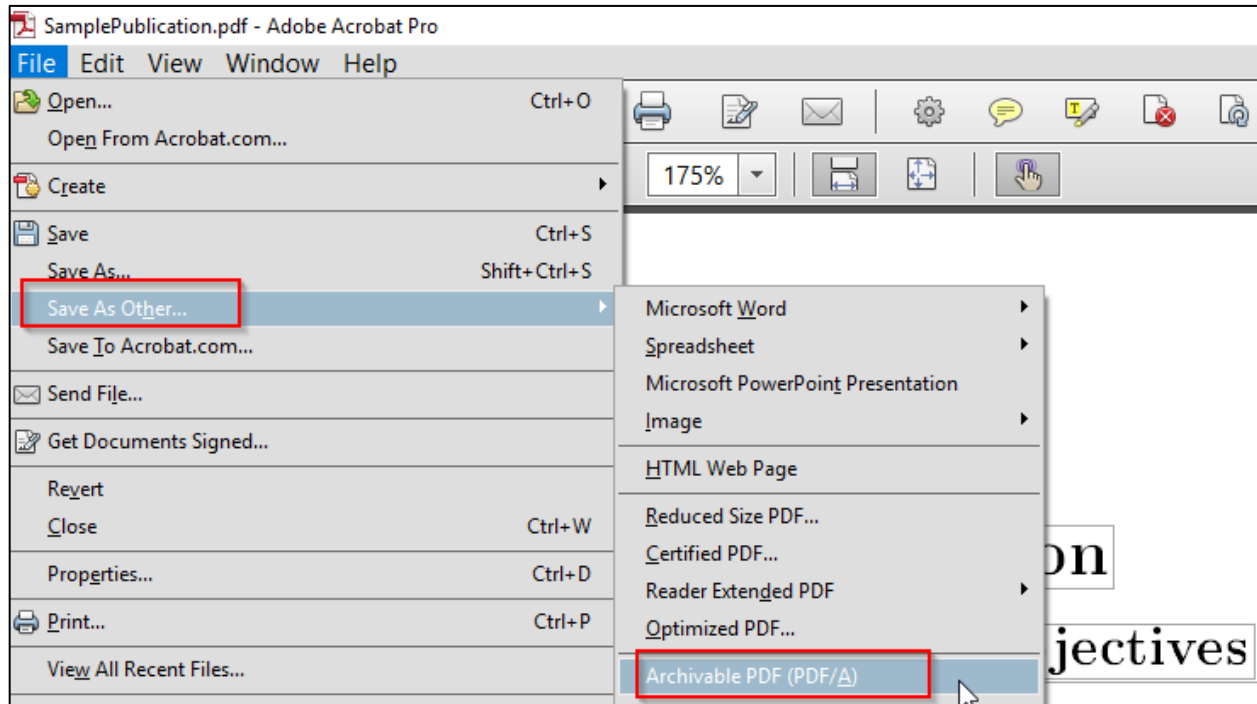 SamplePublication.pdf - Adobe Acrobat Pro
File Edit View Window Help
Open... Ctrl+O
Open From Acrobat.com...
Create
175%
Save Ctrl+S
Save As... Shift+Ctrl+S
Save As Other...
Save To Acrobat.com...
Send File...
Get Documents Signed...
Revert
Close Ctrl+W
Properties... Ctrl+D
Print... Ctrl+P
View All Recent Files...
Microsoft Word
Spreadsheet
Microsoft PowerPoint Presentation
Image
HTML Web Page
Reduced Size PDF...
Certified PDF...
Reader Extended PDF
Optimized PDF...
Archivable PDF (PDF/A)
on
jectives